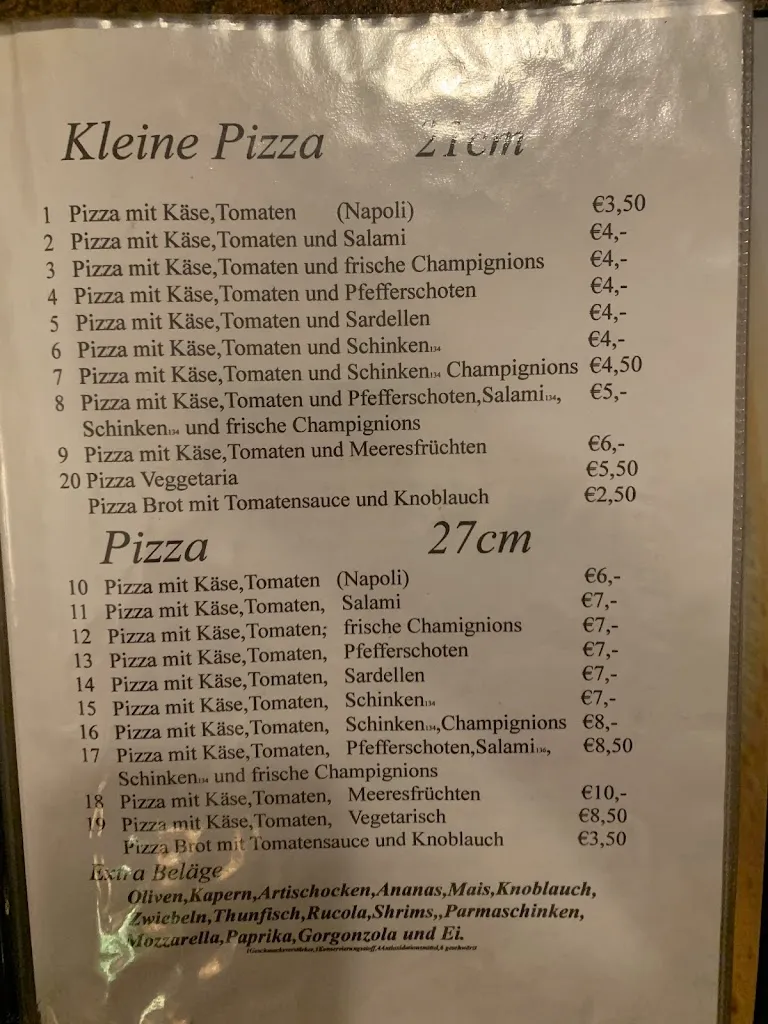 Kleine Pizza 21cm
1 Pizza mit Käse,Tomaten (Napoli) €3,50
2 Pizza mit Käse,Tomaten und Salami €4,-
3 Pizza mit Käse,Tomaten und frische Champignions €4,-
4 Pizza mit Käse,Tomaten und Pfefferschoten €4,-
5 Pizza mit Käse,Tomaten und Sardellen €4,-
6 Pizza mit Käse,Tomaten und Schinken134 €4,-
7 Pizza mit Käse,Tomaten und Schinken134 Champignions €4,50
8 Pizza mit Käse,Tomaten und Pfefferschoten,Salami134, €5,-
Schinken134 und frische Champignions
9 Pizza mit Käse,Tomaten und Meeresfrüchten €6,-
20 Pizza Veggetaria €5,50
Pizza Brot mit Tomatensauce und Knoblauch €2,50
Pizza 27cm
10 Pizza mit Käse,Tomaten (Napoli) €6,-
11 Pizza mit Käse,Tomaten, Salami €7,-
12 Pizza mit Käse,Tomaten; frische Chamignions €7,-
13 Pizza mit Käse,Tomaten, Pfefferschoten €7,-
14 Pizza mit Käse,Tomaten, Sardellen €7,-
15 Pizza mit Käse,Tomaten, Schinken134 €7,-
16 Pizza mit Käse,Tomaten, Schinken134,Champignions €8,-
17 Pizza mit Käse,Tomaten, Pfefferschoten,Salami136, €8,50
Schinken134 und frische Champignions
18 Pizza mit Käse,Tomaten, Meeresfrüchten €10,-
19 Pizza mit Käse,Tomaten, Vegetarisch €8,50
Pizza Brot mit Tomatensauce und Knoblauch €3,50
Extra Beläge
Oliven,Kapern,Artischocken,Ananas,Mais,Knoblauch,
Zwiebeln,Thunfisch,Rucola,Shrims,,Parmaschinken,
Mozzarella,Paprika,Gorgonzola und Ei.